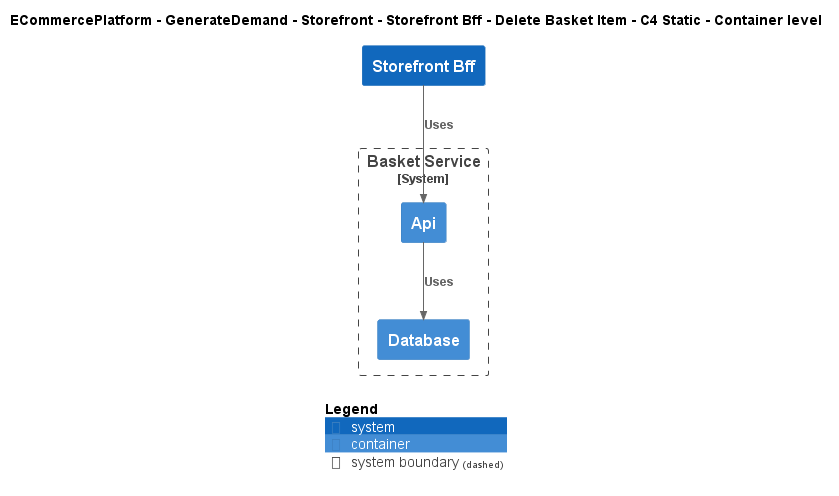 ECommercePlatform - GenerateDemand - Storefront - Storefront Bff - Delete Basket Item - C4 Static - Container level
Storefront Bff
Uses
Basket Service
[System]
Api
Uses
Database
Legend
system
container
system boundary (dashed)